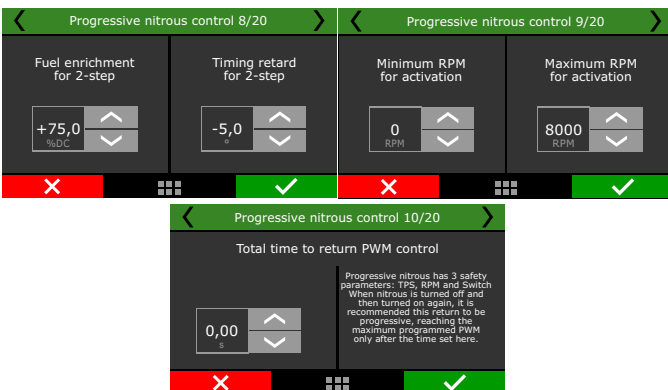 Progressive nitrous control 8/20
Fuel enrichment
for 2-step
Timing retard
for 2-step
+75,0
%DC
-5,0
°
Progressive nitrous control 9/20
Minimum RPM
for activation
Maximum RPM
for activation
0
RPM
8000
RPM
Progressive nitrous control 10/20
Total time to return PWM control
0,00
s
Progressive nitrous has 3 safety
parameters: TPS, RPM and Switch
When nitrous is turned off and
then turned on again, it is
recommended this return to be
progressive, reaching the
maximum programmed PWM
only after the time set here.